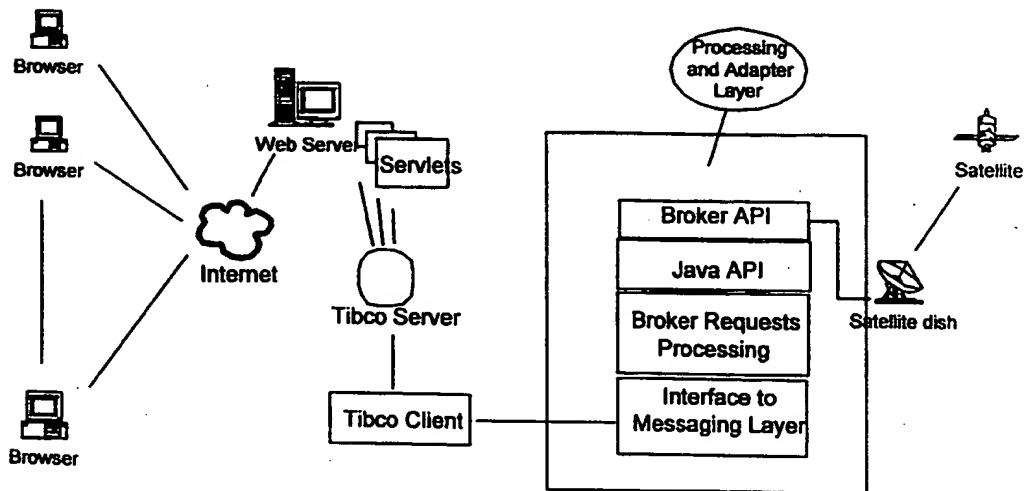 Browser
Browser
Browser
Internet
Web Server
Servlets
Tibco Server
Tibco Client
Processing
and Adapter
Layer
Broker API
Java API
Broker Requests
Processing
Interface to
Messaging Layer
Satellite
Satellite dish